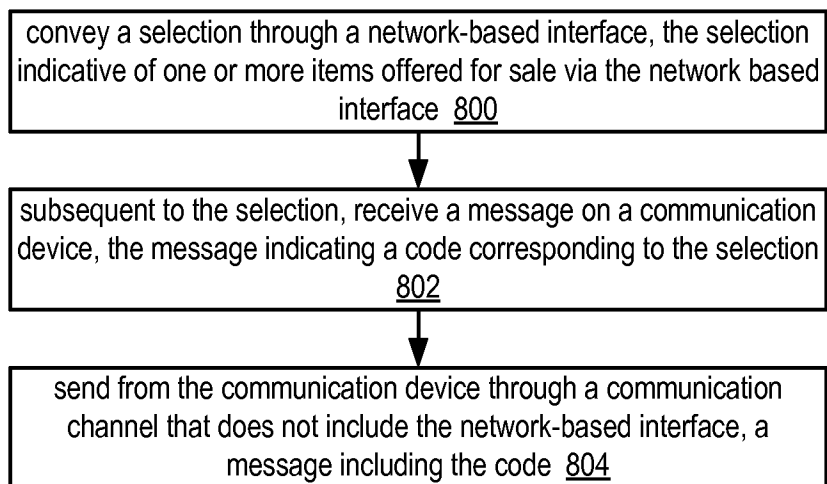 convey a selection through a network-based interface, the selection
indicative of one or more items offered for sale via the network based
interface 800
subsequent to the selection, receive a message on a communication
device, the message indicating a code corresponding to the selection
802
send from the communication device through a communication
channel that does not include the network-based interface, a
message including the code 804